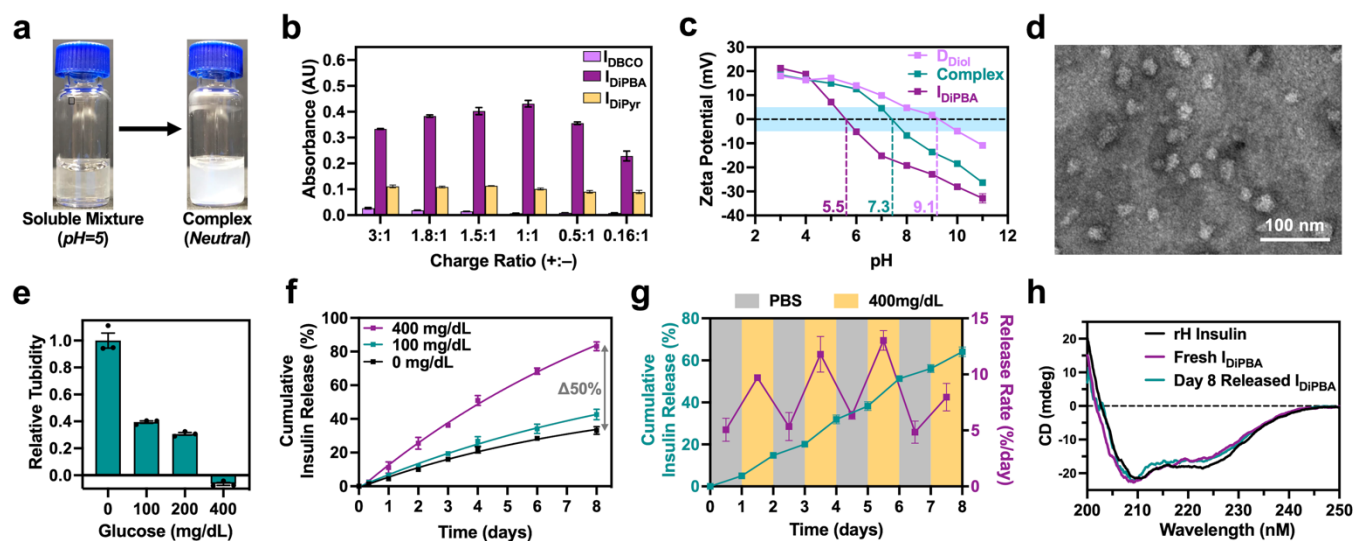 a
Soluble Mixture
(pH=5)
Complex
(Neutral)
b
Absorbance (AU)
0.6
0.5
0.4
0.3
0.2
0.1
0.0
IDBCO
IDiPBA
IDiPyr
3:1
1.8:1
1.5:1
1:1
0.5:1
0.16:1
Charge Ratio (+:–)
c
Zeta Potential (mV)
30
20
10
0
-10
-20
-30
-40
DDiol
Complex
IDiPBA
5.5
7.3
9.1
2
4
6
8
10
12
pH
d
100 nm
e
Relative Tubidity
1.0
0.8
0.6
0.4
0.2
0.0
0
100
200
400
Glucose (mg/dL)
f
Cumulative
Insulin Release (%)
100
80
60
40
20
0
400 mg/dL
100 mg/dL
0 mg/dL
Δ50%
0
1
2
3
4
5
6
7
8
Time (days)
g
PBS
400mg/dL
Cumulative
Insulin Release (%)
80
60
40
20
0
15
10
5
0
Release Rate (%/day)
0
1
2
3
4
5
6
7
8
Time (days)
h
CD (mdeg)
20
10
0
-10
-20
rH Insulin
Fresh IDiPBA
Day 8 Released IDiPBA
200
210
220
230
240
250
Wavelength (nM)